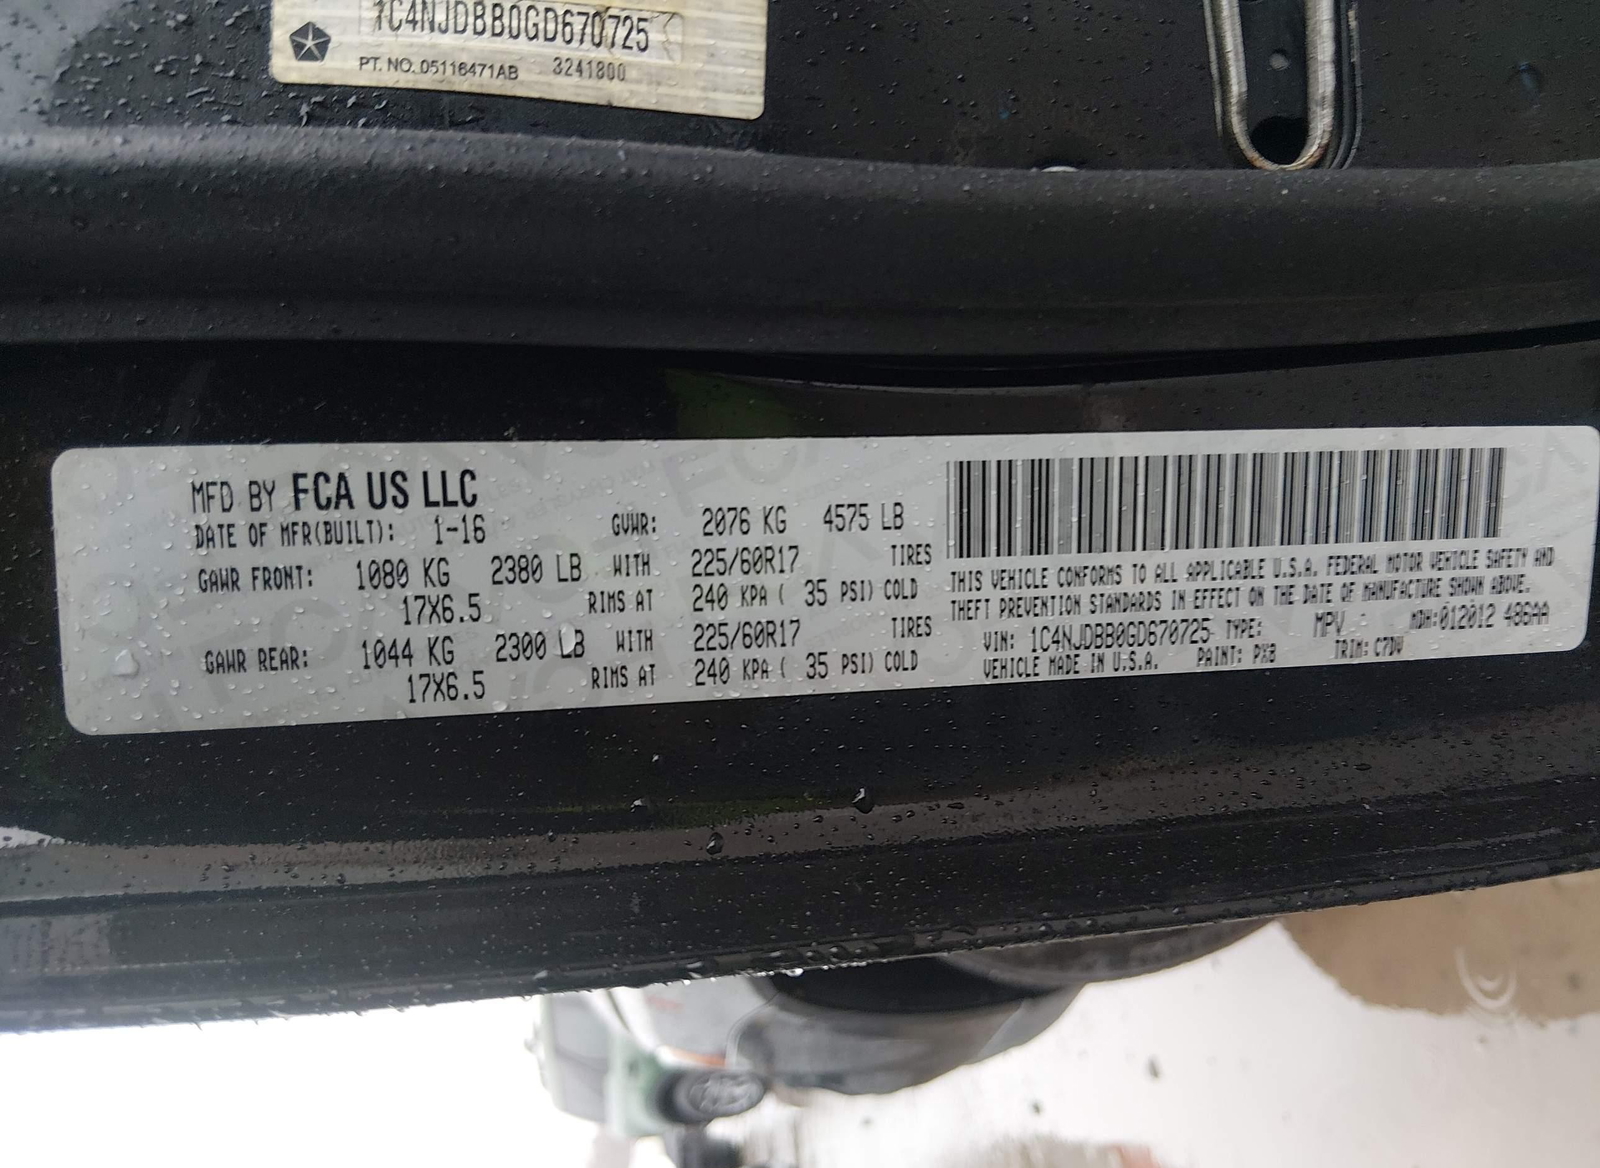 1C4NJDBB0GD670725
PT. NO. 05116471AB 3241800
MFD BY FCA US LLC
DATE OF MFR(BUILT): 1-16 GVWR: 2076 KG 4575 LB
GAWR FRONT: 1080 KG 2380 LB WITH 225/60R17 TIRES
17X6.5 RIMS AT 240 KPA ( 35 PSI) COLD
GAWR REAR: 1044 KG 2300 LB WITH 225/60R17 TIRES
17X6.5 RIMS AT 240 KPA ( 35 PSI) COLD
THIS VEHICLE CONFORMS TO ALL APPLICABLE U.S.A. FEDERAL MOTOR VEHICLE SAFETY AND
THEFT PREVENTION STANDARDS IN EFFECT ON THE DATE OF MANUFACTURE SHOWN ABOVE.
VIN: 1C4NJDBB0GD670725 TYPE: MPV MDH:012012 486AA
VEHICLE MADE IN U.S.A. PAINT: PX8 TRIM: C7DV